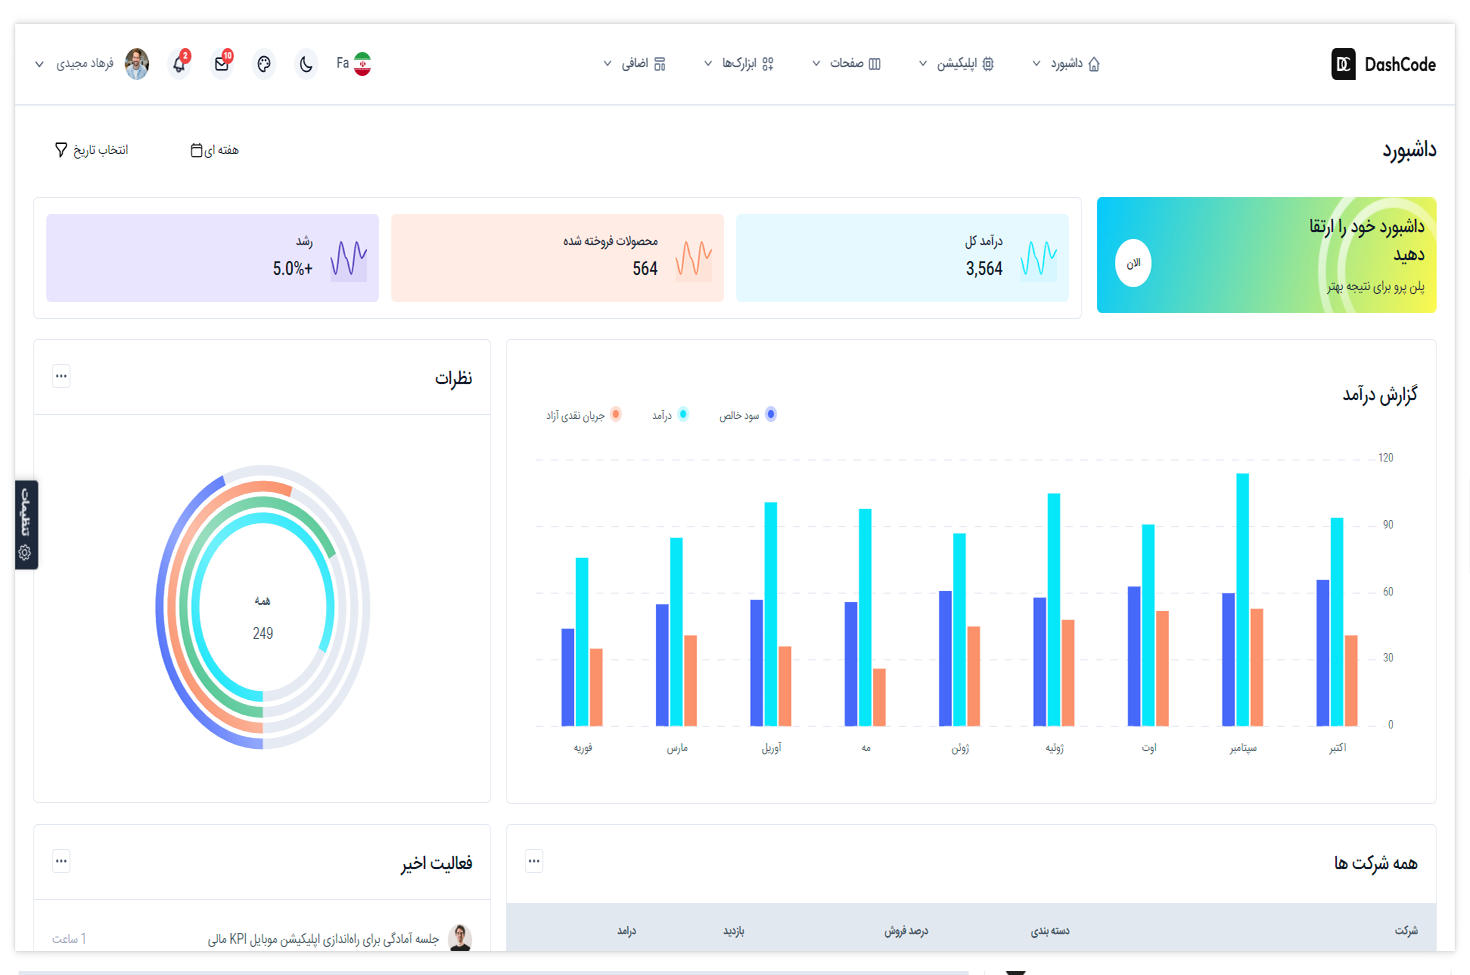 DashCode
داشبورد
اپلیکیشن
صفحات
ابزارک‌ها
اضافی
Fa
10
2
فرهاد مجیدی
داشبورد
هفته ای
انتخاب تاریخ
داشبورد خود را ارتقا
دهید
پلن پرو برای نتیجه بهتر
الان
درآمد کل
3,564
محصولات فروخته شده
564
رشد
5.0%+
گزارش درآمد
سود خالص
درآمد
جریان نقدی آزاد
120
90
60
30
0
اکتبر
سپتامبر
اوت
ژوئیه
ژوئن
مه
آوریل
مارس
فوریه
نظرات
همه
249
تنظیمات
همه شرکت ها
شرکت
دسته بندی
درصد فروش
بازدید
درامد
فعالیت اخیر
جلسه آمادگی برای راه‌اندازی اپلیکیشن موبایل KPI مالی
1 ساعت